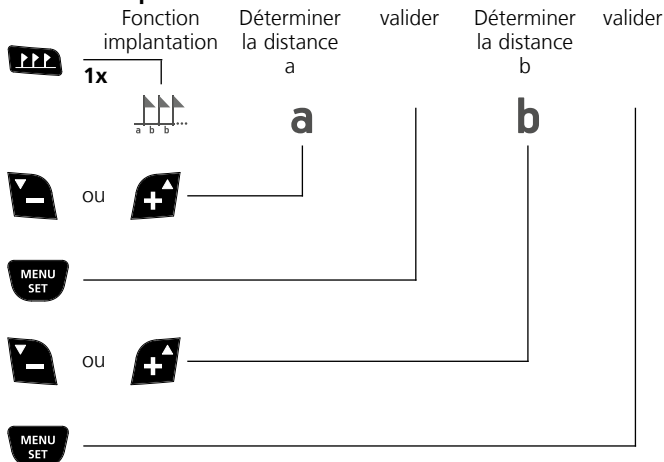 Fonction implantation
Déterminer la distance a
valider
Déterminer la distance b
valider
1x
a b b ...
a
b
ou
MENU SET
ou
MENU SET